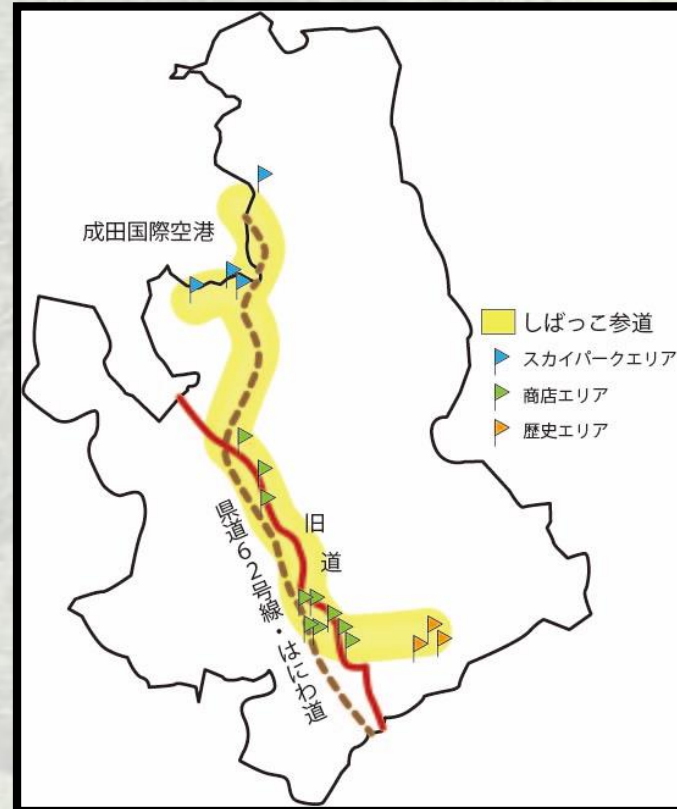 成田国際空港
しばっこ参道
スカイパークエリア
商店エリア
歴史エリア
旧道
県道62号線・はにわ道